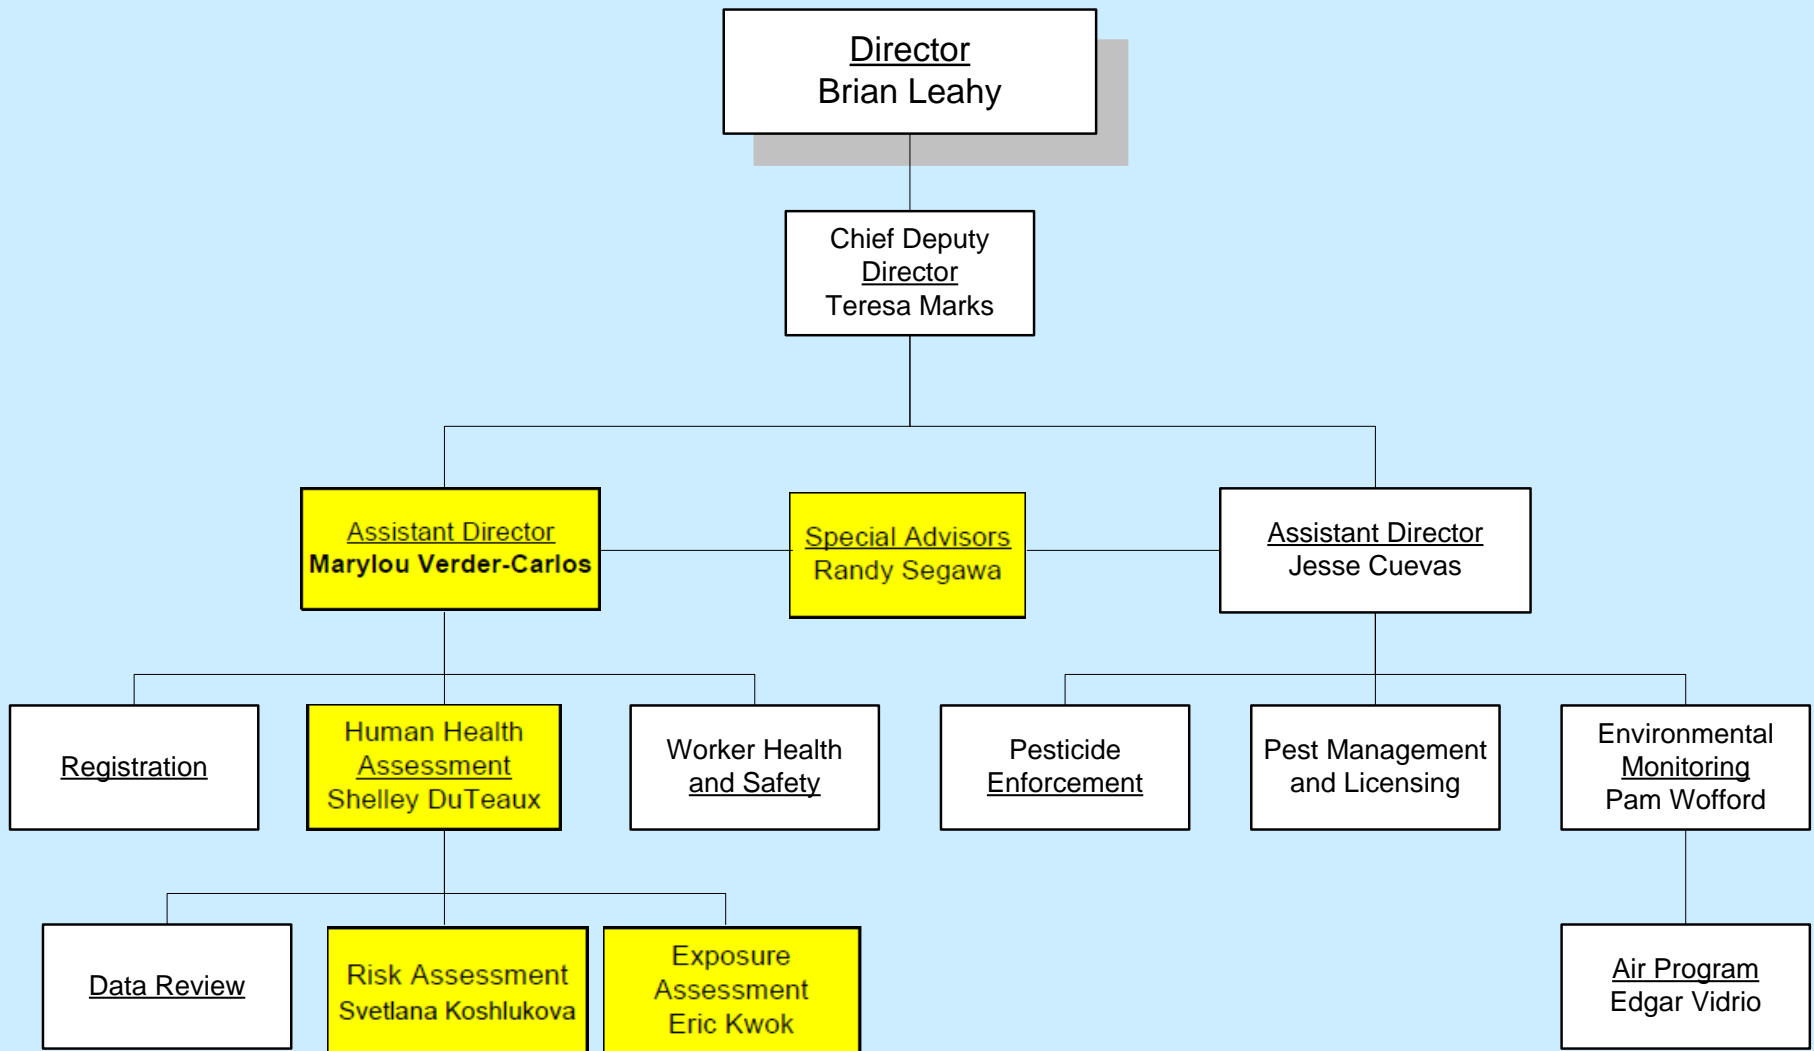 Director
Brian Leahy
Chief Deputy
Director
Teresa Marks
Assistant Director
Marylou Verder-Carlos
Special Advisors
Randy Segawa
Assistant Director
Jesse Cuevas
Registration
Human Health
Assessment
Shelley DuTeaux
Worker Health
and Safety
Pesticide
Enforcement
Pest Management
and Licensing
Environmental
Monitoring
Pam Wofford
Data Review
Risk Assessment
Svetlana Koshlukova
Exposure
Assessment
Eric Kwok
Air Program
Edgar Vidrio